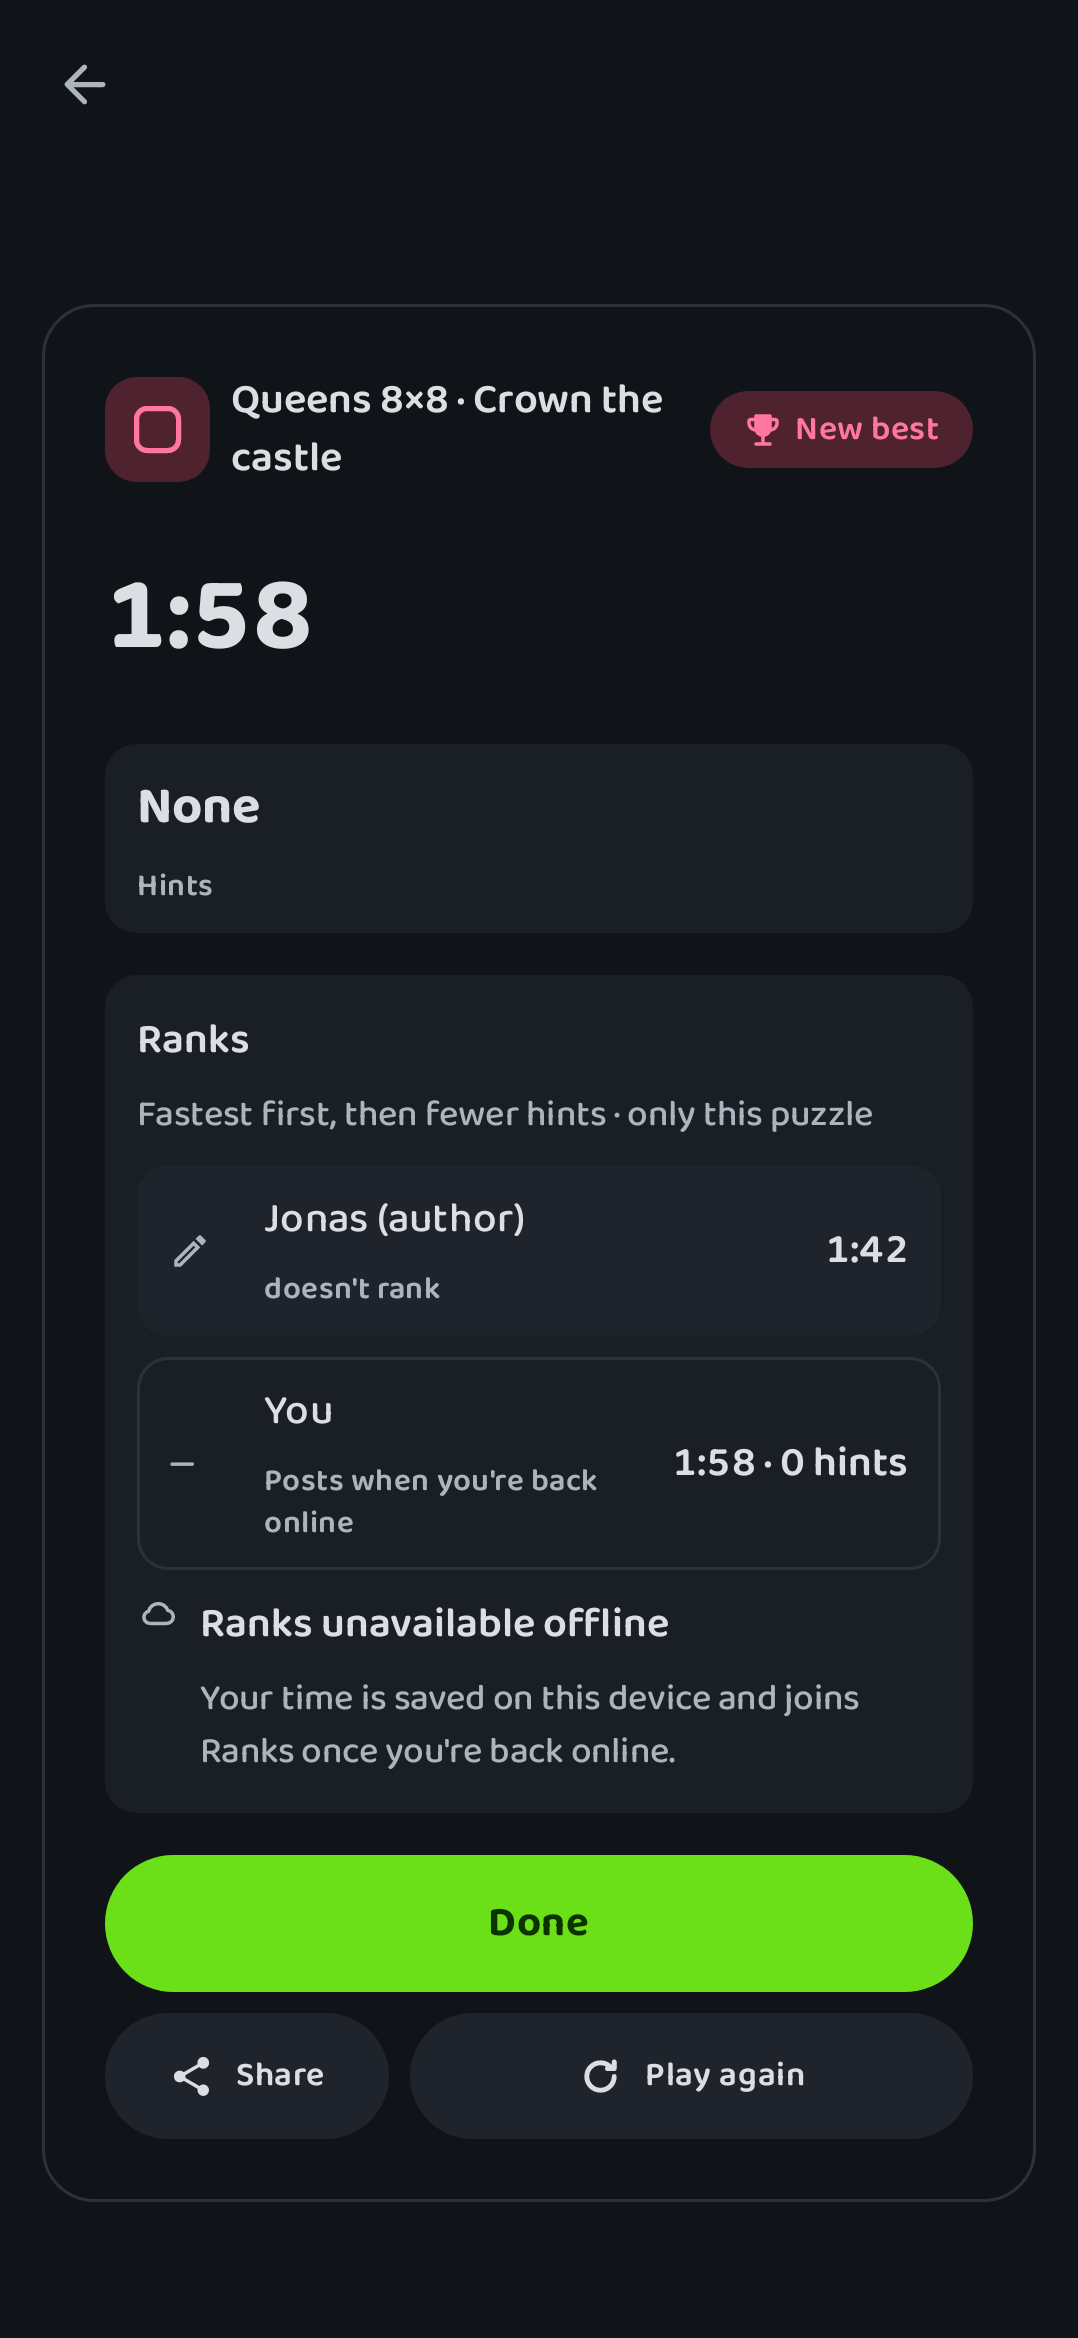 Queens 8×8 · Crown the
castle
New best
1:58
None
Hints
Ranks
Fastest first, then fewer hints · only this puzzle
Jonas (author)
doesn't rank
1:42
You
Posts when you're back
online
1:58 · 0 hints
Ranks unavailable offline
Your time is saved on this device and joins
Ranks once you're back online.
Done
Share
Play again